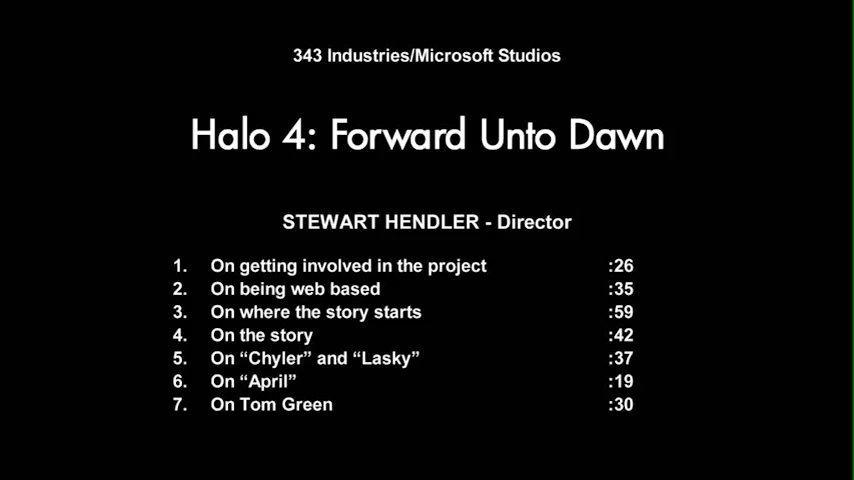 343 Industries/Microsoft Studios
Halo 4: Forward Unto Dawn
STEWART HENDLER - Director
1. On getting involved in the project :26
2. On being web based :35
3. On where the story starts :59
4. On the story :42
5. On “Chyler” and “Lasky” :37
6. On “April” :19
7. On Tom Green :30